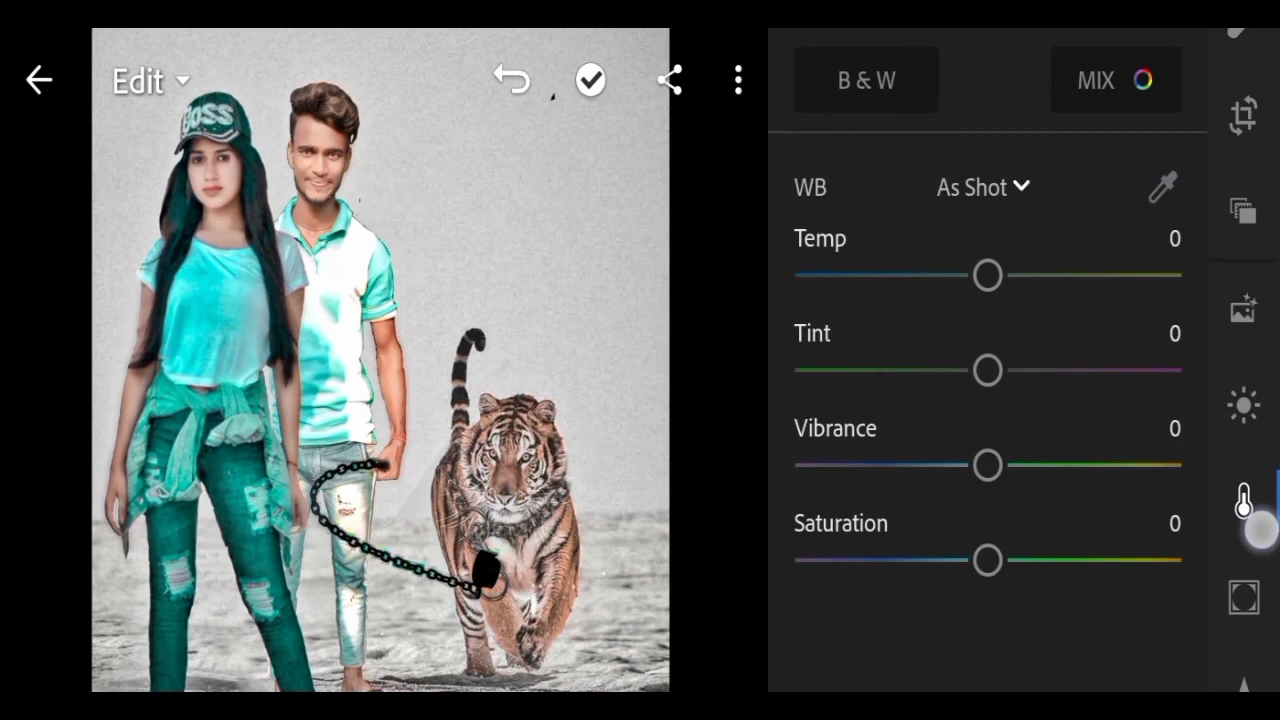 Edit
BOSS
B & W
MIX
WB As Shot
Temp 0
Tint 0
Vibrance 0
Saturation 0